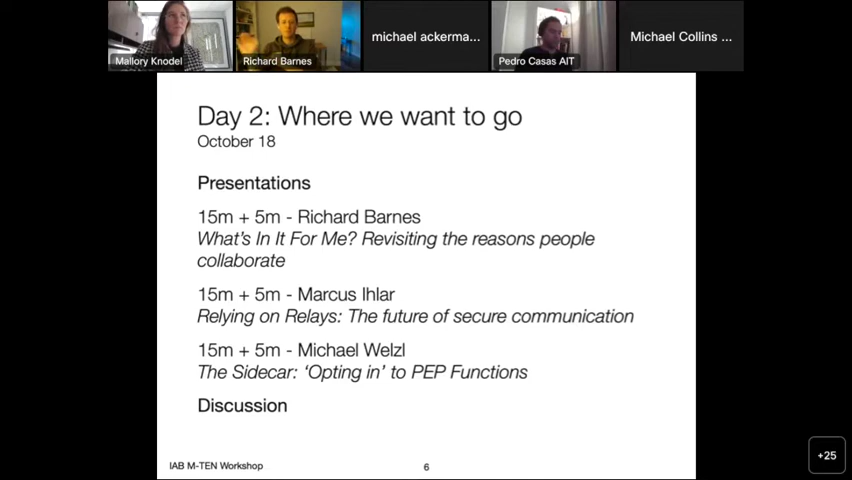 Mallory Knodel
Richard Barnes
michael ackerma...
Pedro Casas AIT
Michael Collins ...
Day 2: Where we want to go
October 18
Presentations
15m + 5m - Richard Barnes
What's In It For Me? Revisiting the reasons people
collaborate
15m + 5m - Marcus Ihlar
Relying on Relays: The future of secure communication
15m + 5m - Michael Welzl
The Sidecar: 'Opting in' to PEP Functions
Discussion
IAB M-TEN Workshop
6
+25